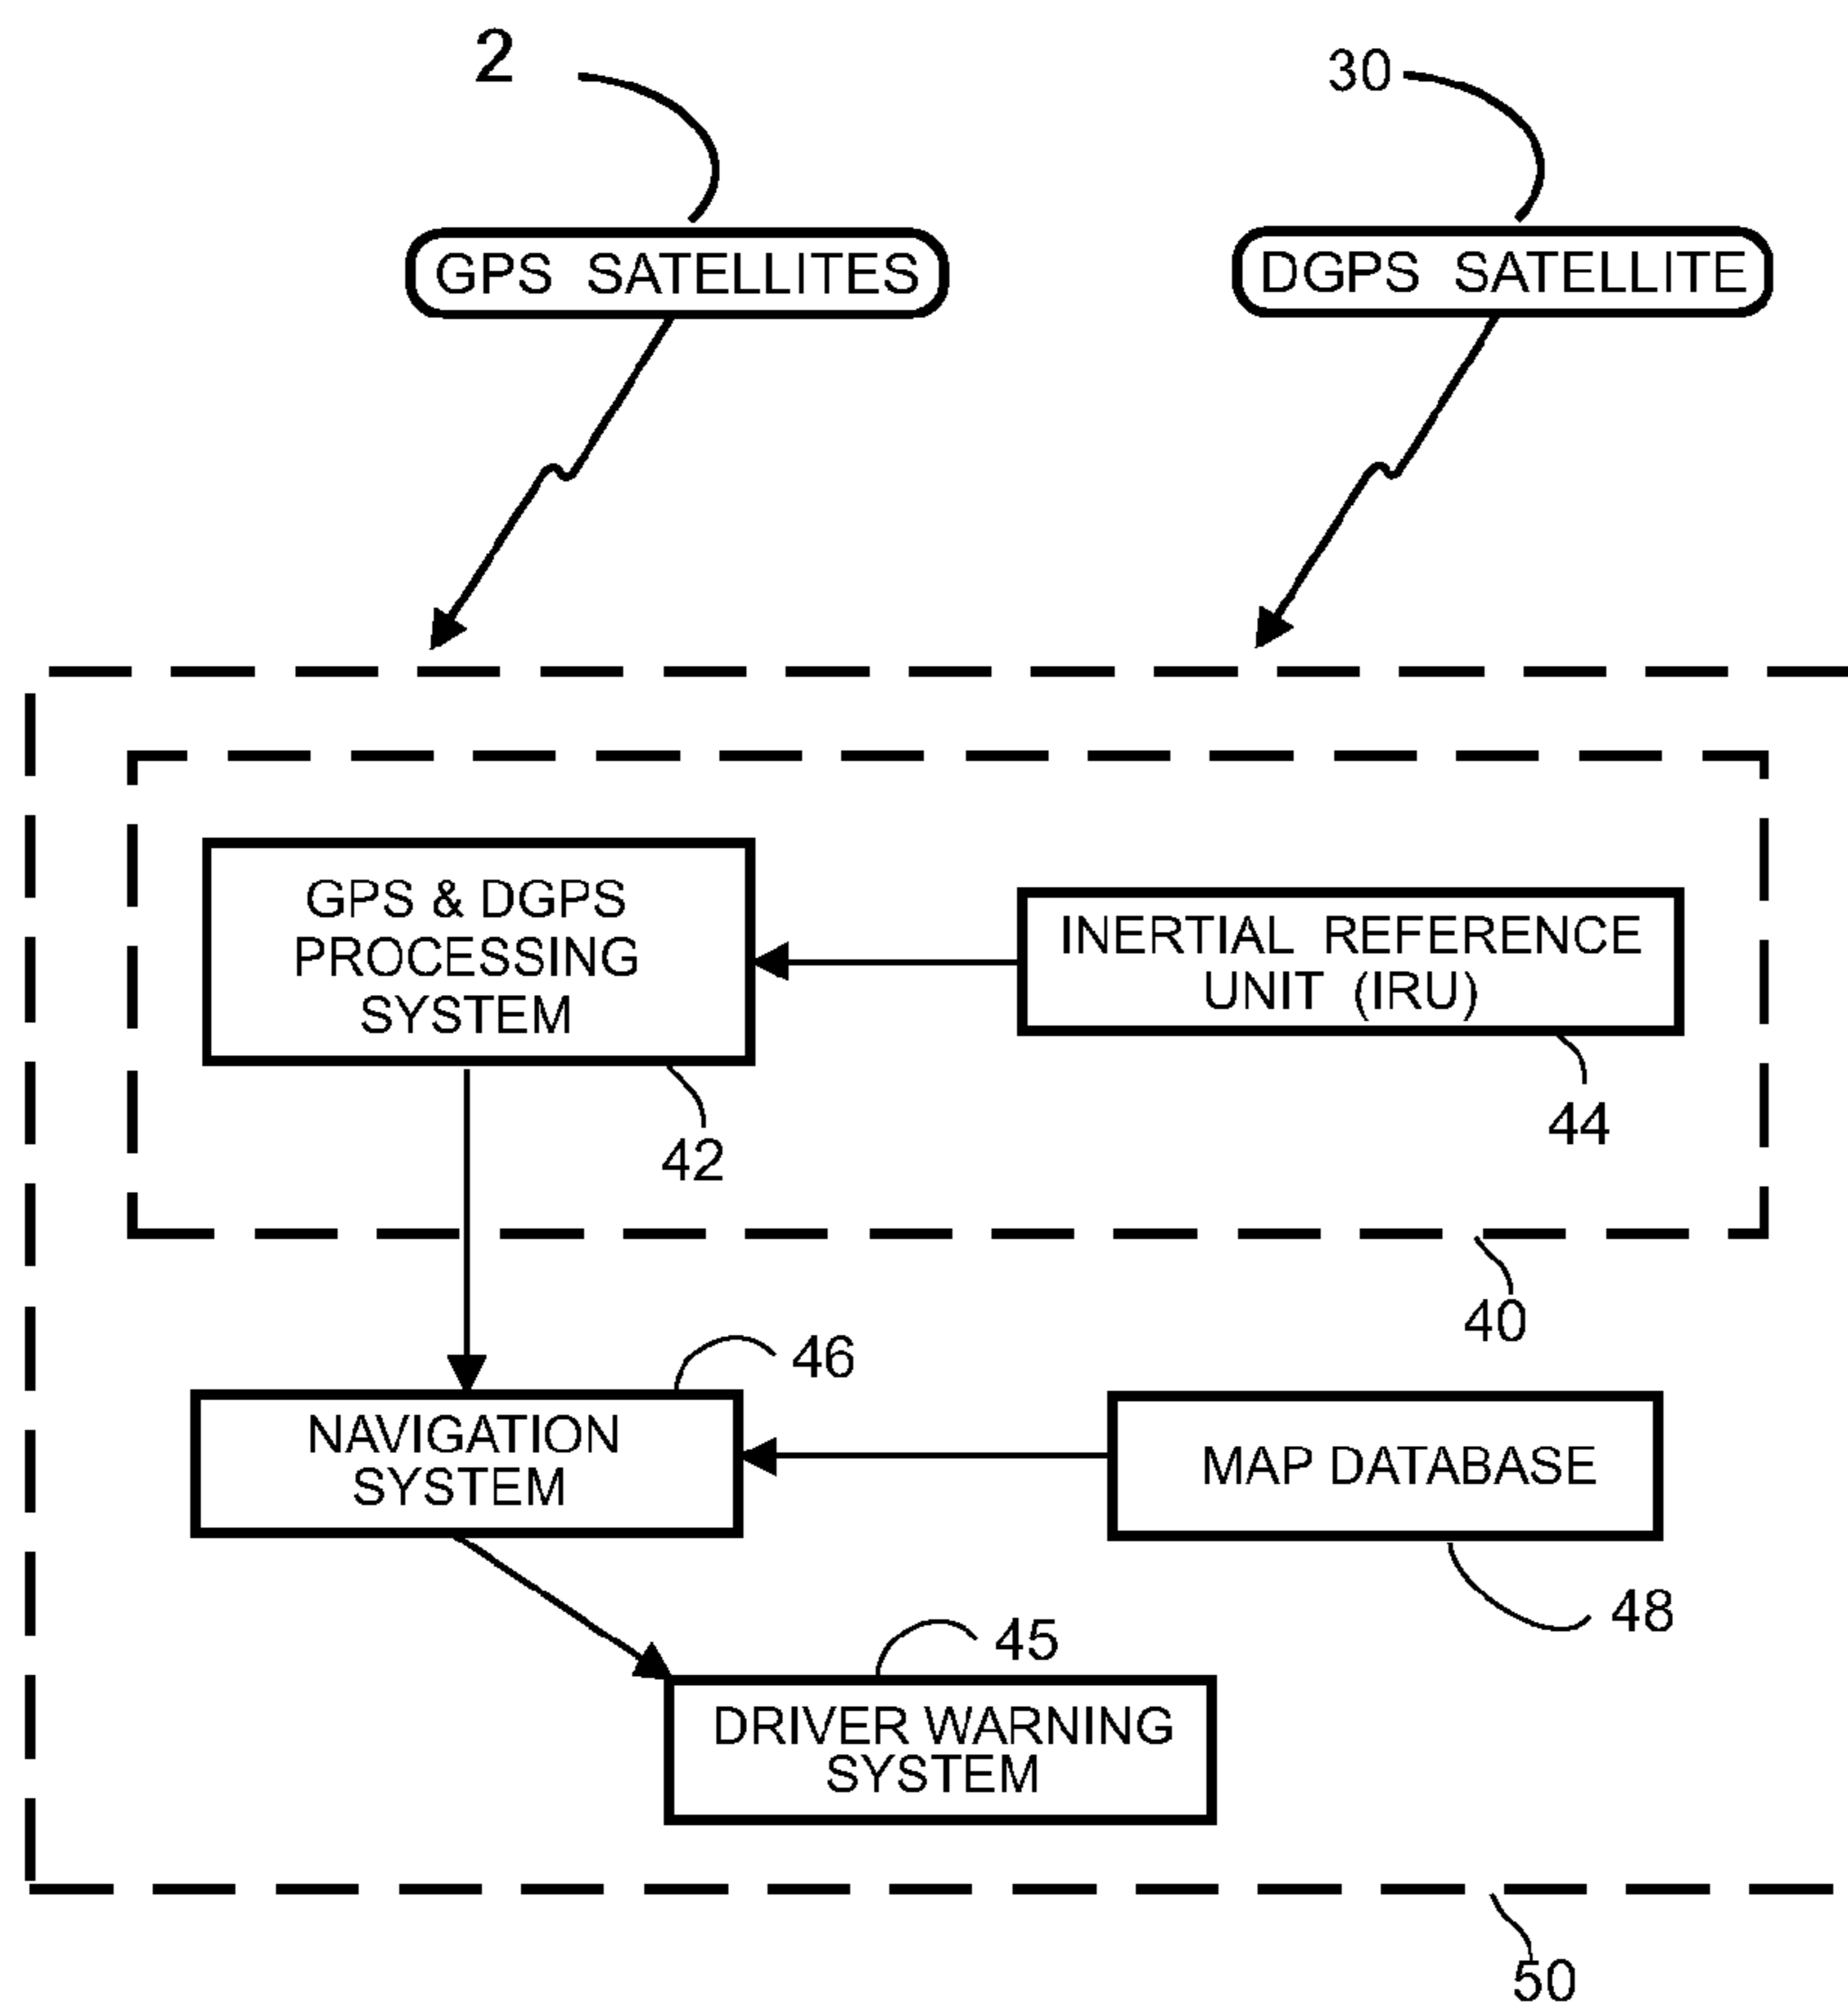 2
30
GPS SATELLITES
DGPS SATELLITE
GPS & DGPS
PROCESSING
SYSTEM
INERTIAL REFERENCE
UNIT (IRU)
42
44
40
46
NAVIGATION
SYSTEM
MAP DATABASE
48
45
DRIVER WARNING
SYSTEM
50